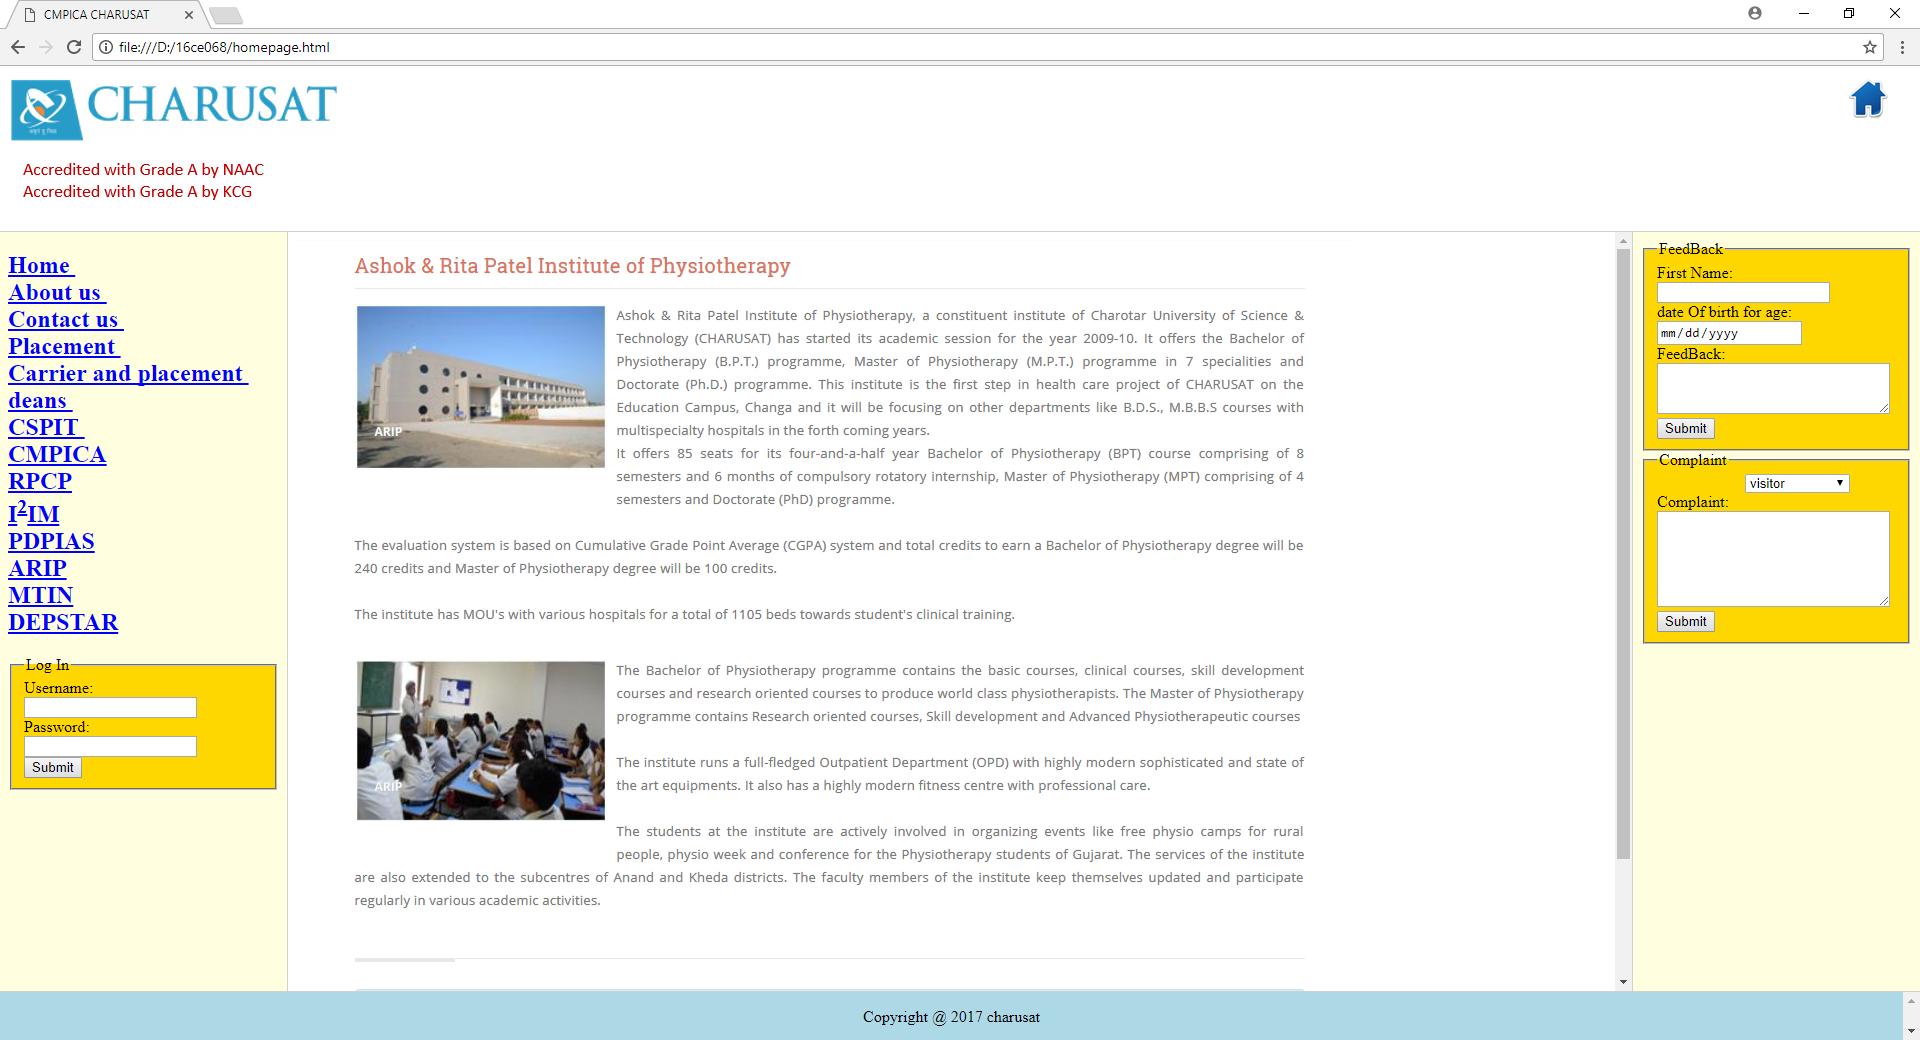 CMPICA CHARUSAT
file:///D:/16ce068/homepage.html
CHARUSAT
Accredited with Grade A by NAAC
Accredited with Grade A by KCG
Home
About us
Contact us
Placement
Carrier and placement
deans
CSPIT
CMPICA
RPCP
I²IM
PDPIAS
ARIP
MTIN
DEPSTAR
Log In
Username:
Password:
Submit
Ashok & Rita Patel Institute of Physiotherapy
ARIP
Ashok & Rita Patel Institute of Physiotherapy, a constituent institute of Charotar University of Science &
Technology (CHARUSAT) has started its academic session for the year 2009-10. It offers the Bachelor of
Physiotherapy (B.P.T.) programme, Master of Physiotherapy (M.P.T.) programme in 7 specialities and
Doctorate (Ph.D.) programme. This institute is the first step in health care project of CHARUSAT on the
Education Campus, Changa and it will be focusing on other departments like B.D.S., M.B.B.S courses with
multispecialty hospitals in the forth coming years.
It offers 85 seats for its four-and-a-half year Bachelor of Physiotherapy (BPT) course comprising of 8
semesters and 6 months of compulsory rotatory internship, Master of Physiotherapy (MPT) comprising of 4
semesters and Doctorate (PhD) programme.
The evaluation system is based on Cumulative Grade Point Average (CGPA) system and total credits to earn a Bachelor of Physiotherapy degree will be
240 credits and Master of Physiotherapy degree will be 100 credits.
The institute has MOU's with various hospitals for a total of 1105 beds towards student's clinical training.
ARIP
The Bachelor of Physiotherapy programme contains the basic courses, clinical courses, skill development
courses and research oriented courses to produce world class physiotherapists. The Master of Physiotherapy
programme contains Research oriented courses, Skill development and Advanced Physiotherapeutic courses
The institute runs a full-fledged Outpatient Department (OPD) with highly modern sophisticated and state of
the art equipments. It also has a highly modern fitness centre with professional care.
The students at the institute are actively involved in organizing events like free physio camps for rural
people, physio week and conference for the Physiotherapy students of Gujarat. The services of the institute
are also extended to the subcentres of Anand and Kheda districts. The faculty members of the institute keep themselves updated and participate
regularly in various academic activities.
FeedBack
First Name:
date Of birth for age:
mm/dd/yyyy
FeedBack:
Submit
Complaint
visitor
Complaint:
Submit
Copyright @ 2017 charusat